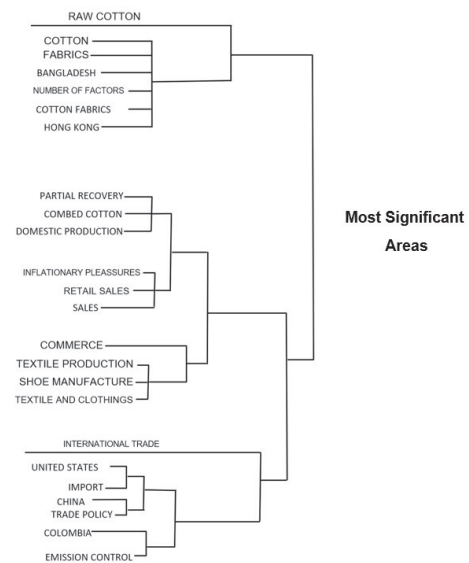 RAW COTTON
COTTON
FABRICS
BANGLADESH
NUMBER OF FACTORS
COTTON FABRICS
HONG KONG
PARTIAL RECOVERY
COMBED COTTON
DOMESTIC PRODUCTION
INFLATIONARY PLEASSURES
RETAIL SALES
SALES
COMMERCE
TEXTILE PRODUCTION
SHOE MANUFACTURE
TEXTILE AND CLOTHINGS
INTERNATIONAL TRADE
UNITED STATES
IMPORT
CHINA
TRADE POLICY
COLOMBIA
EMISSION CONTROL
Most Significant
Areas